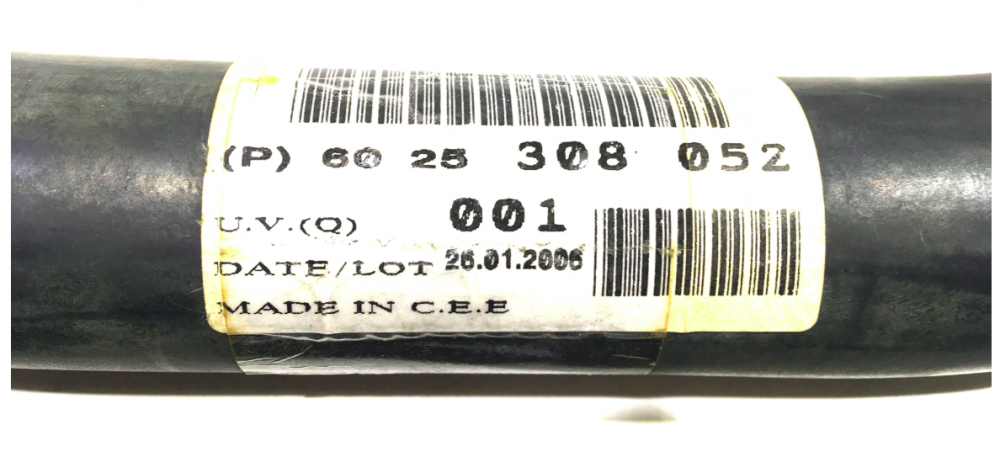 (P) 60 25 308 052
U.V.(Q) 001
DATE/LOT 26.01.2006
MADE IN C.E.E